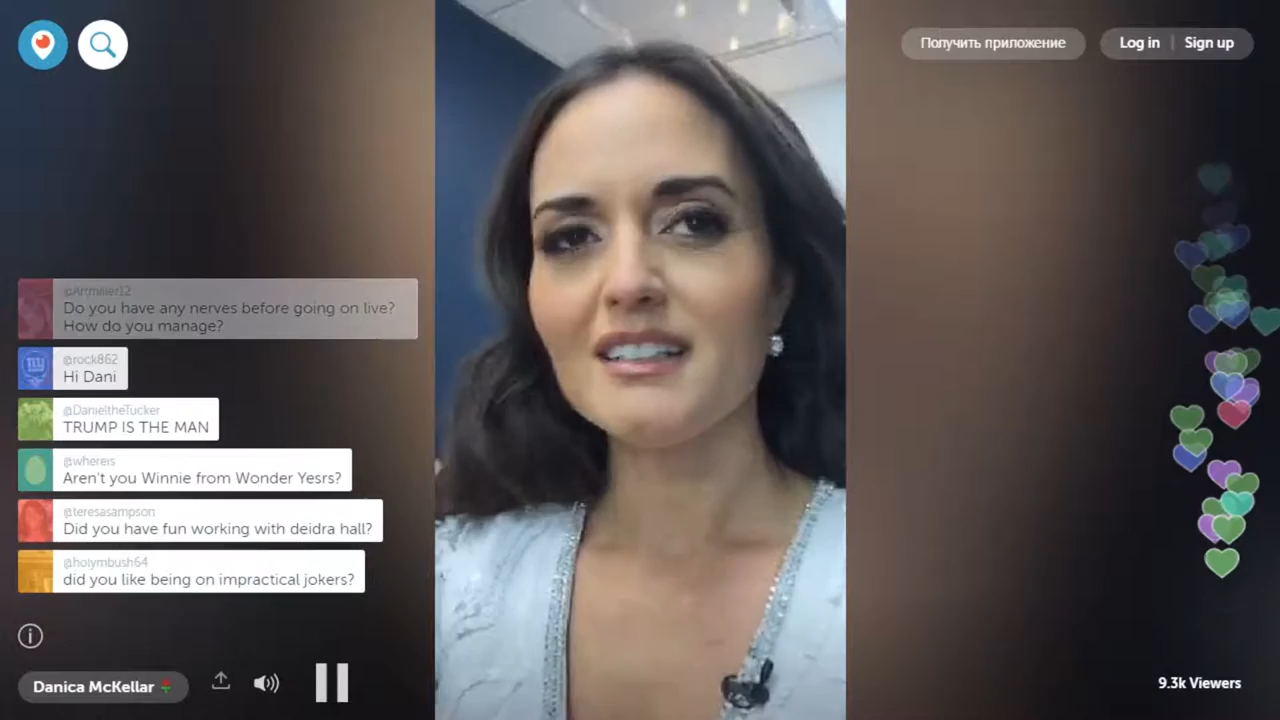 Получить приложение
Log in
Sign up
@Artmiller12
Do you have any nerves before going on live?
How do you manage?
@rock862
Hi Dani
@DanieltheTucker
TRUMP IS THE MAN
@whereis
Aren't you Winnie from Wonder Yesrs?
@teresasampson
Did you have fun working with deidra hall?
@holymbush64
did you like being on impractical jokers?
Danica McKellar
9.3k Viewers